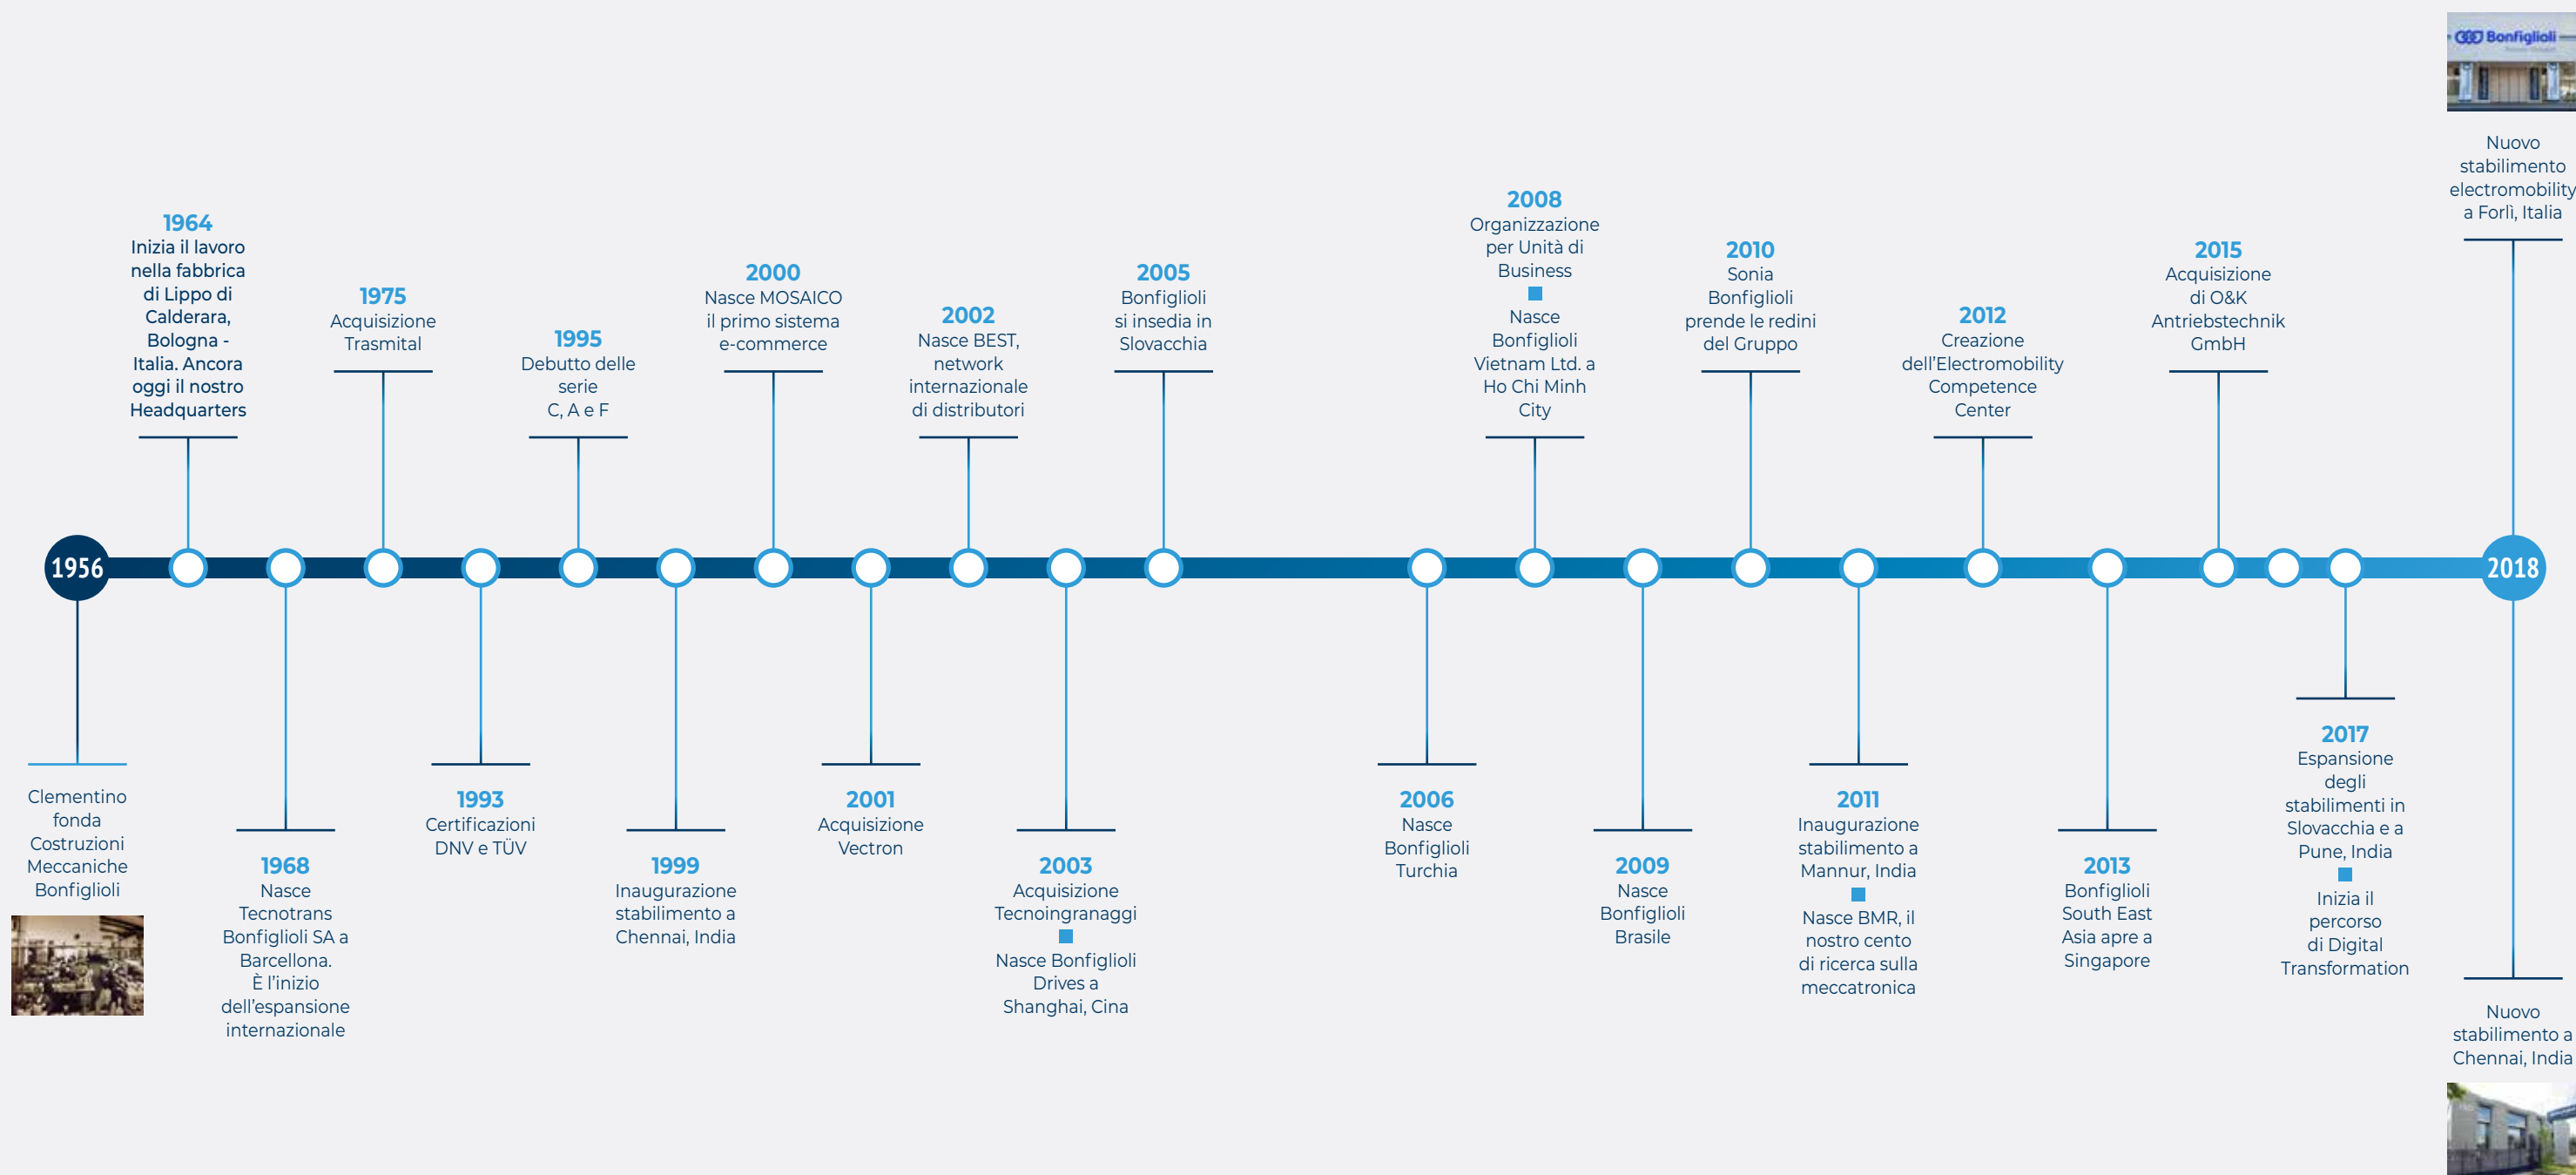 Bonfiglioli
Nuovo
stabilimento
electromobility
a Forlì, Italia
1964
Inizia il lavoro
nella fabbrica
di Lippo di
Calderara,
Bologna -
Italia. Ancora
oggi il nostro
Headquarters
1975
Acquisizione
Trasmital
1995
Debutto delle
serie
C, A e F
2000
Nasce MOSAICO
il primo sistema
e-commerce
2002
Nasce BEST,
network
internazionale
di distributori
2005
Bonfiglioli
si insedia in
Slovacchia
2008
Organizzazione
per Unità di
Business
Nasce
Bonfiglioli
Vietnam Ltd. a
Ho Chi Minh
City
2010
Sonia
Bonfiglioli
prende le redini
del Gruppo
2012
Creazione
dell'Electromobility
Competence
Center
2015
Acquisizione
di O&K
Antriebstechnik
GmbH
1956
2018
Clementino
fonda
Costruzioni
Meccaniche
Bonfiglioli
1968
Nasce
Tecnotrans
Bonfiglioli SA a
Barcellona.
È l'inizio
dell'espansione
internazionale
1993
Certificazioni
DNV e TÜV
1999
Inaugurazione
stabilimento a
Chennai, India
2001
Acquisizione
Vectron
2003
Acquisizione
Tecnoingranaggi
Nasce Bonfiglioli
Drives a
Shanghai, Cina
2006
Nasce
Bonfiglioli
Turchia
2009
Nasce
Bonfiglioli
Brasile
2011
Inaugurazione
stabilimento a
Mannur, India
Nasce BMR, il
nostro cento
di ricerca sulla
meccatronica
2013
Bonfiglioli
South East
Asia apre a
Singapore
2017
Espansione
degli
stabilimenti in
Slovacchia e a
Pune, India
Inizia il
percorso
di Digital
Transformation
Nuovo
stabilimento a
Chennai, India